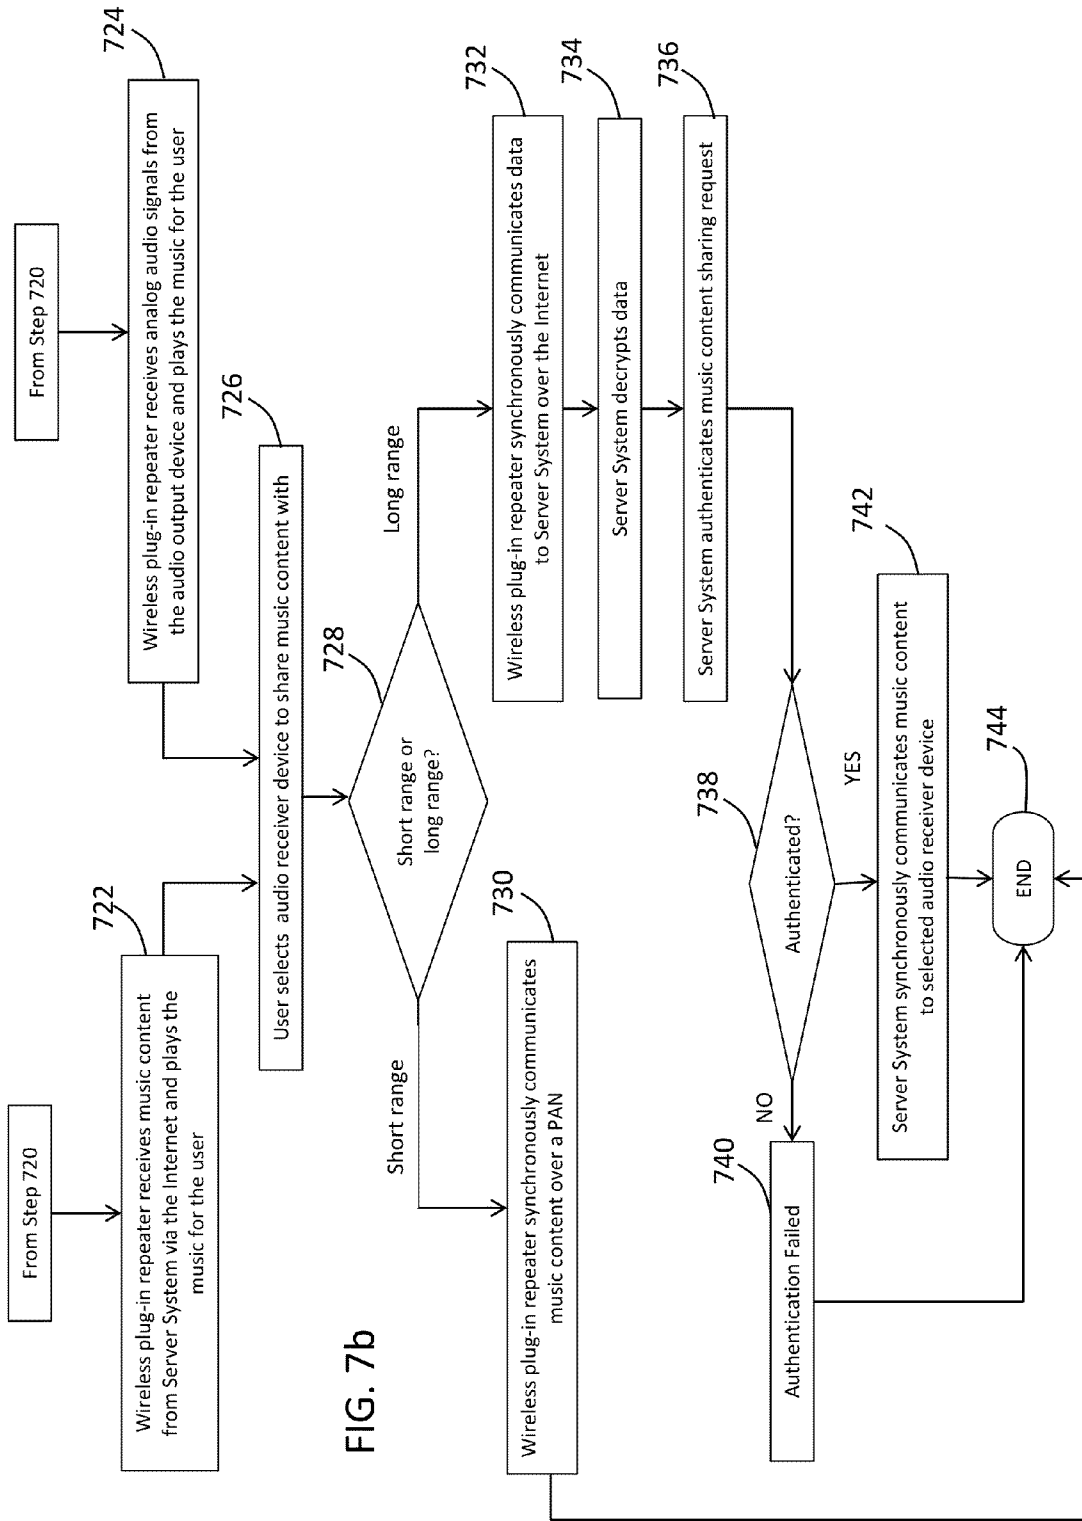 From Step 720
From Step 720
722
Wireless plug-in repeater receives music content
from Server System via the Internet and plays the
music for the user
724
Wireless plug-in repeater receives analog audio signals from
the audio output device and plays the music for the user
726
User selects audio receiver device to share music content with
728
Short range or
long range?
Short range
Long range
730
Wireless plug-in repeater synchronously communicates
music content over a PAN
732
Wireless plug-in repeater synchronously communicates data
to Server System over the Internet
734
Server System decrypts data
736
Server System authenticates music content sharing request
738
Authenticated?
NO
YES
740
Authentication Failed
742
Server System synchronously communicates music content
to selected audio receiver device
744
END
FIG. 7b